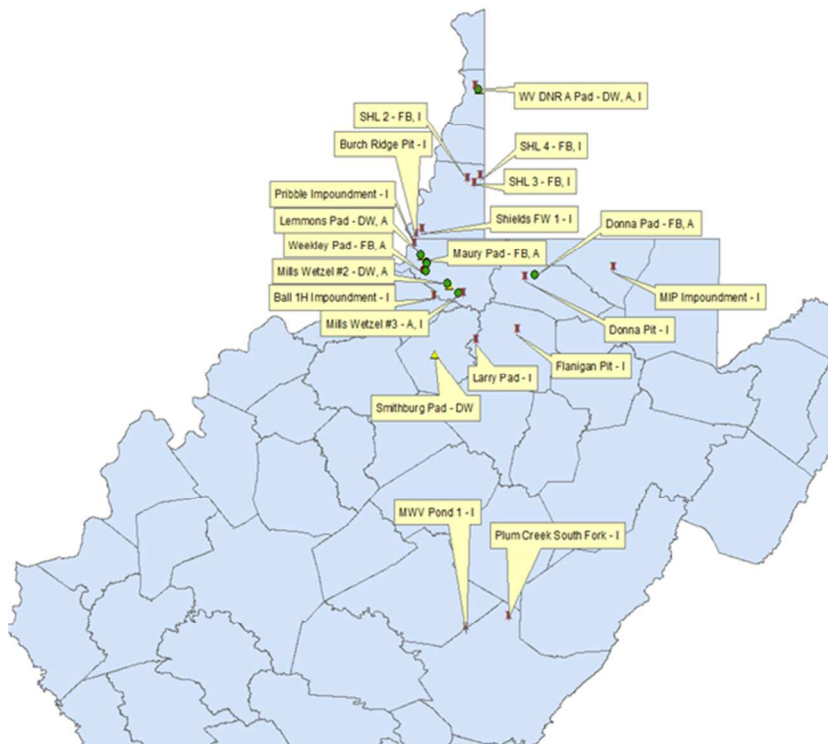 WV DNR A Pad - DW, A, I
SHL 2 - FB, I
Burch Ridge Pit - I
SHL 4 - FB, I
SHL 3 - FB, I
Pribble Impoundment - I
Lemmons Pad - DW, A
Shields FW 1 - I
Donna Pad - FB, A
Weekley Pad - FB, A
Maury Pad - FB, A
Mills Wetzel #2 - DW, A
Ball 1H Impoundment - I
MIP Impoundment - I
Mills Wetzel #3 - A, I
Donna Pit - I
Flanigan Pit - I
Larry Pad - I
Smithburg Pad - DW
MWV Pond 1 - I
Plum Creek South Fork - I